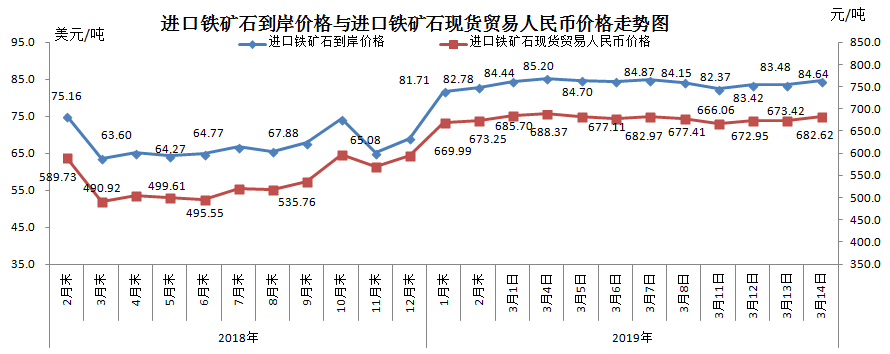 进口铁矿石到岸价格与进口铁矿石现货贸易人民币价格走势图
美元/吨
元/吨
进口铁矿石到岸价格 进口铁矿石现货贸易人民币价格
95.0
85.0
75.0
65.0
55.0
45.0
35.0
850.0
800.0
750.0
700.0
650.0
600.0
550.0
500.0
450.0
400.0
350.0
75.16
63.60
64.27
64.77
67.88
65.08
81.71
82.78
84.44
85.20
84.70
84.87
84.15
82.37
83.42
83.48
84.64
589.73
490.92
499.61
495.55
535.76
669.99
673.25
685.70
688.37
677.11
682.97
677.41
666.06
672.95
673.42
682.62
2月末
3月末
4月末
5月末
6月末
7月末
8月末
9月末
10月末
11月末
12月末
1月末
2月末
3月1日
3月4日
3月5日
3月6日
3月7日
3月8日
3月11日
3月12日
3月13日
3月14日
2018年
2019年